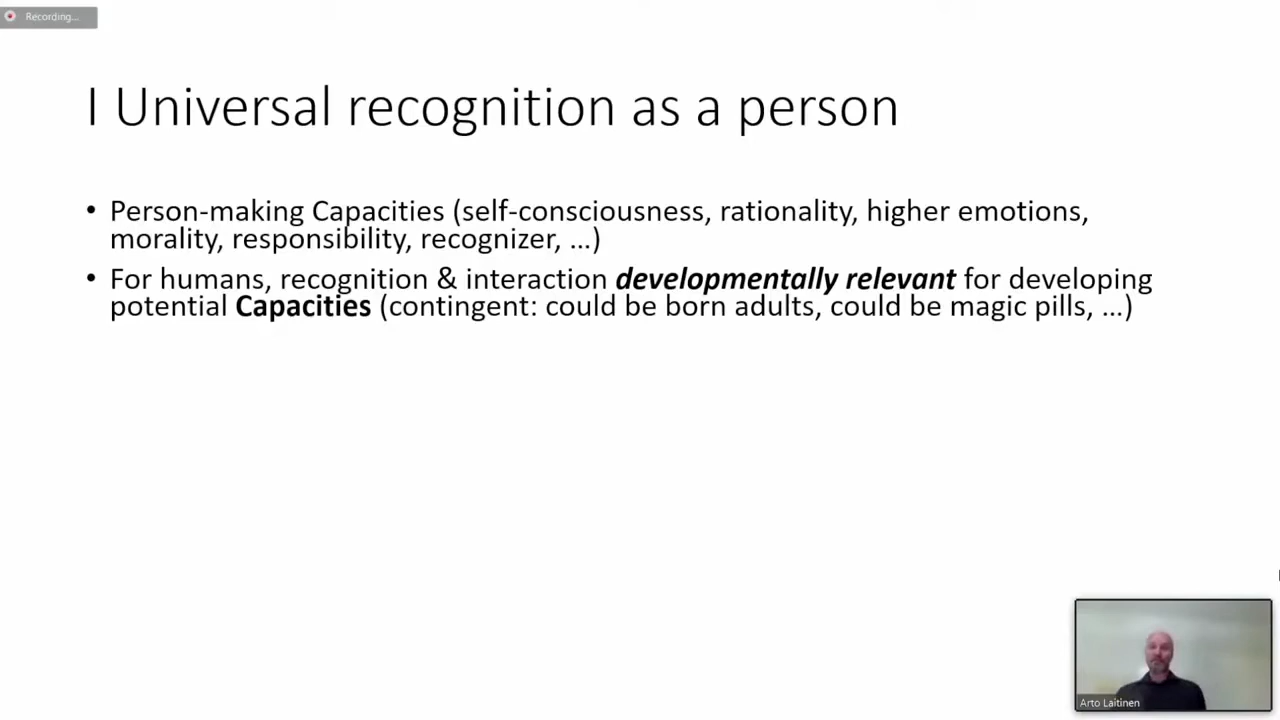 Recording...
I Universal recognition as a person
• Person-making Capacities (self-consciousness, rationality, higher emotions,
morality, responsibility, recognizer, ...)
• For humans, recognition & interaction developmentally relevant for developing
potential Capacities (contingent: could be born adults, could be magic pills, ...)
Arto Laitinen